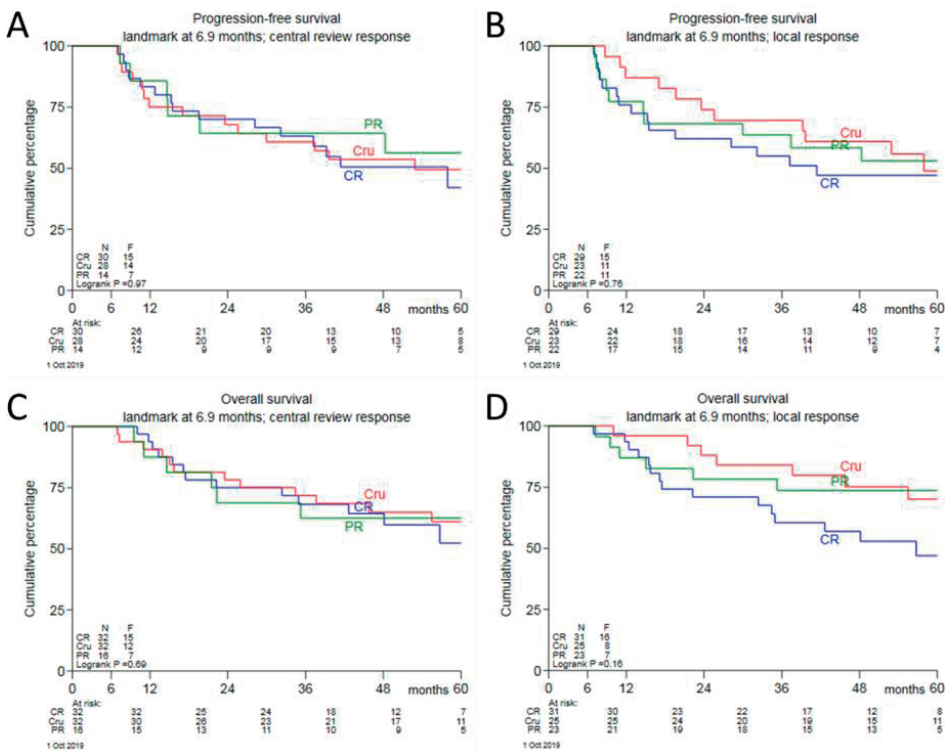 A
Progression-free survival
landmark at 6.9 months; central review response
100
75
50
25
0
Cumulative percentage
PR
Cru
CR
N F
CR 30 15
Cru 28 14
PR 14 7
Logrank P =0.97
0 6 12 24 36 48 months 60
At risk:
CR 30 26 21 20 13 10 5
Cru 28 24 20 17 15 13 8
PR 14 12 9 9 9 7 5
1 Oct 2019
B
Progression-free survival
landmark at 6.9 months; local response
100
75
50
25
0
Cumulative percentage
Cru
PR
CR
N F
CR 29 15
Cru 23 11
PR 22 11
Logrank P =0.76
0 6 12 24 36 48 months 60
At risk:
CR 29 24 18 17 13 10 7
Cru 23 22 18 16 14 12 7
PR 22 17 15 14 11 9 4
1 Oct 2019
C
Overall survival
landmark at 6.9 months; central review response
100
75
50
25
0
Cumulative percentage
Cru
CR
PR
N F
CR 32 15
Cru 32 12
PR 16 7
Logrank P =0.69
0 6 12 24 36 48 months 60
At risk:
CR 32 32 25 24 18 12 7
Cru 32 30 26 23 21 17 11
PR 16 15 13 11 10 9 5
1 Oct 2019
D
Overall survival
landmark at 6.9 months; local response
100
75
50
25
0
Cumulative percentage
Cru
PR
CR
N F
CR 31 16
Cru 25 8
PR 23 7
Logrank P =0.16
0 6 12 24 36 48 months 60
At risk:
CR 31 30 23 22 17 12 8
Cru 25 25 24 20 19 15 11
PR 23 21 19 18 15 13 5
1 Oct 2019